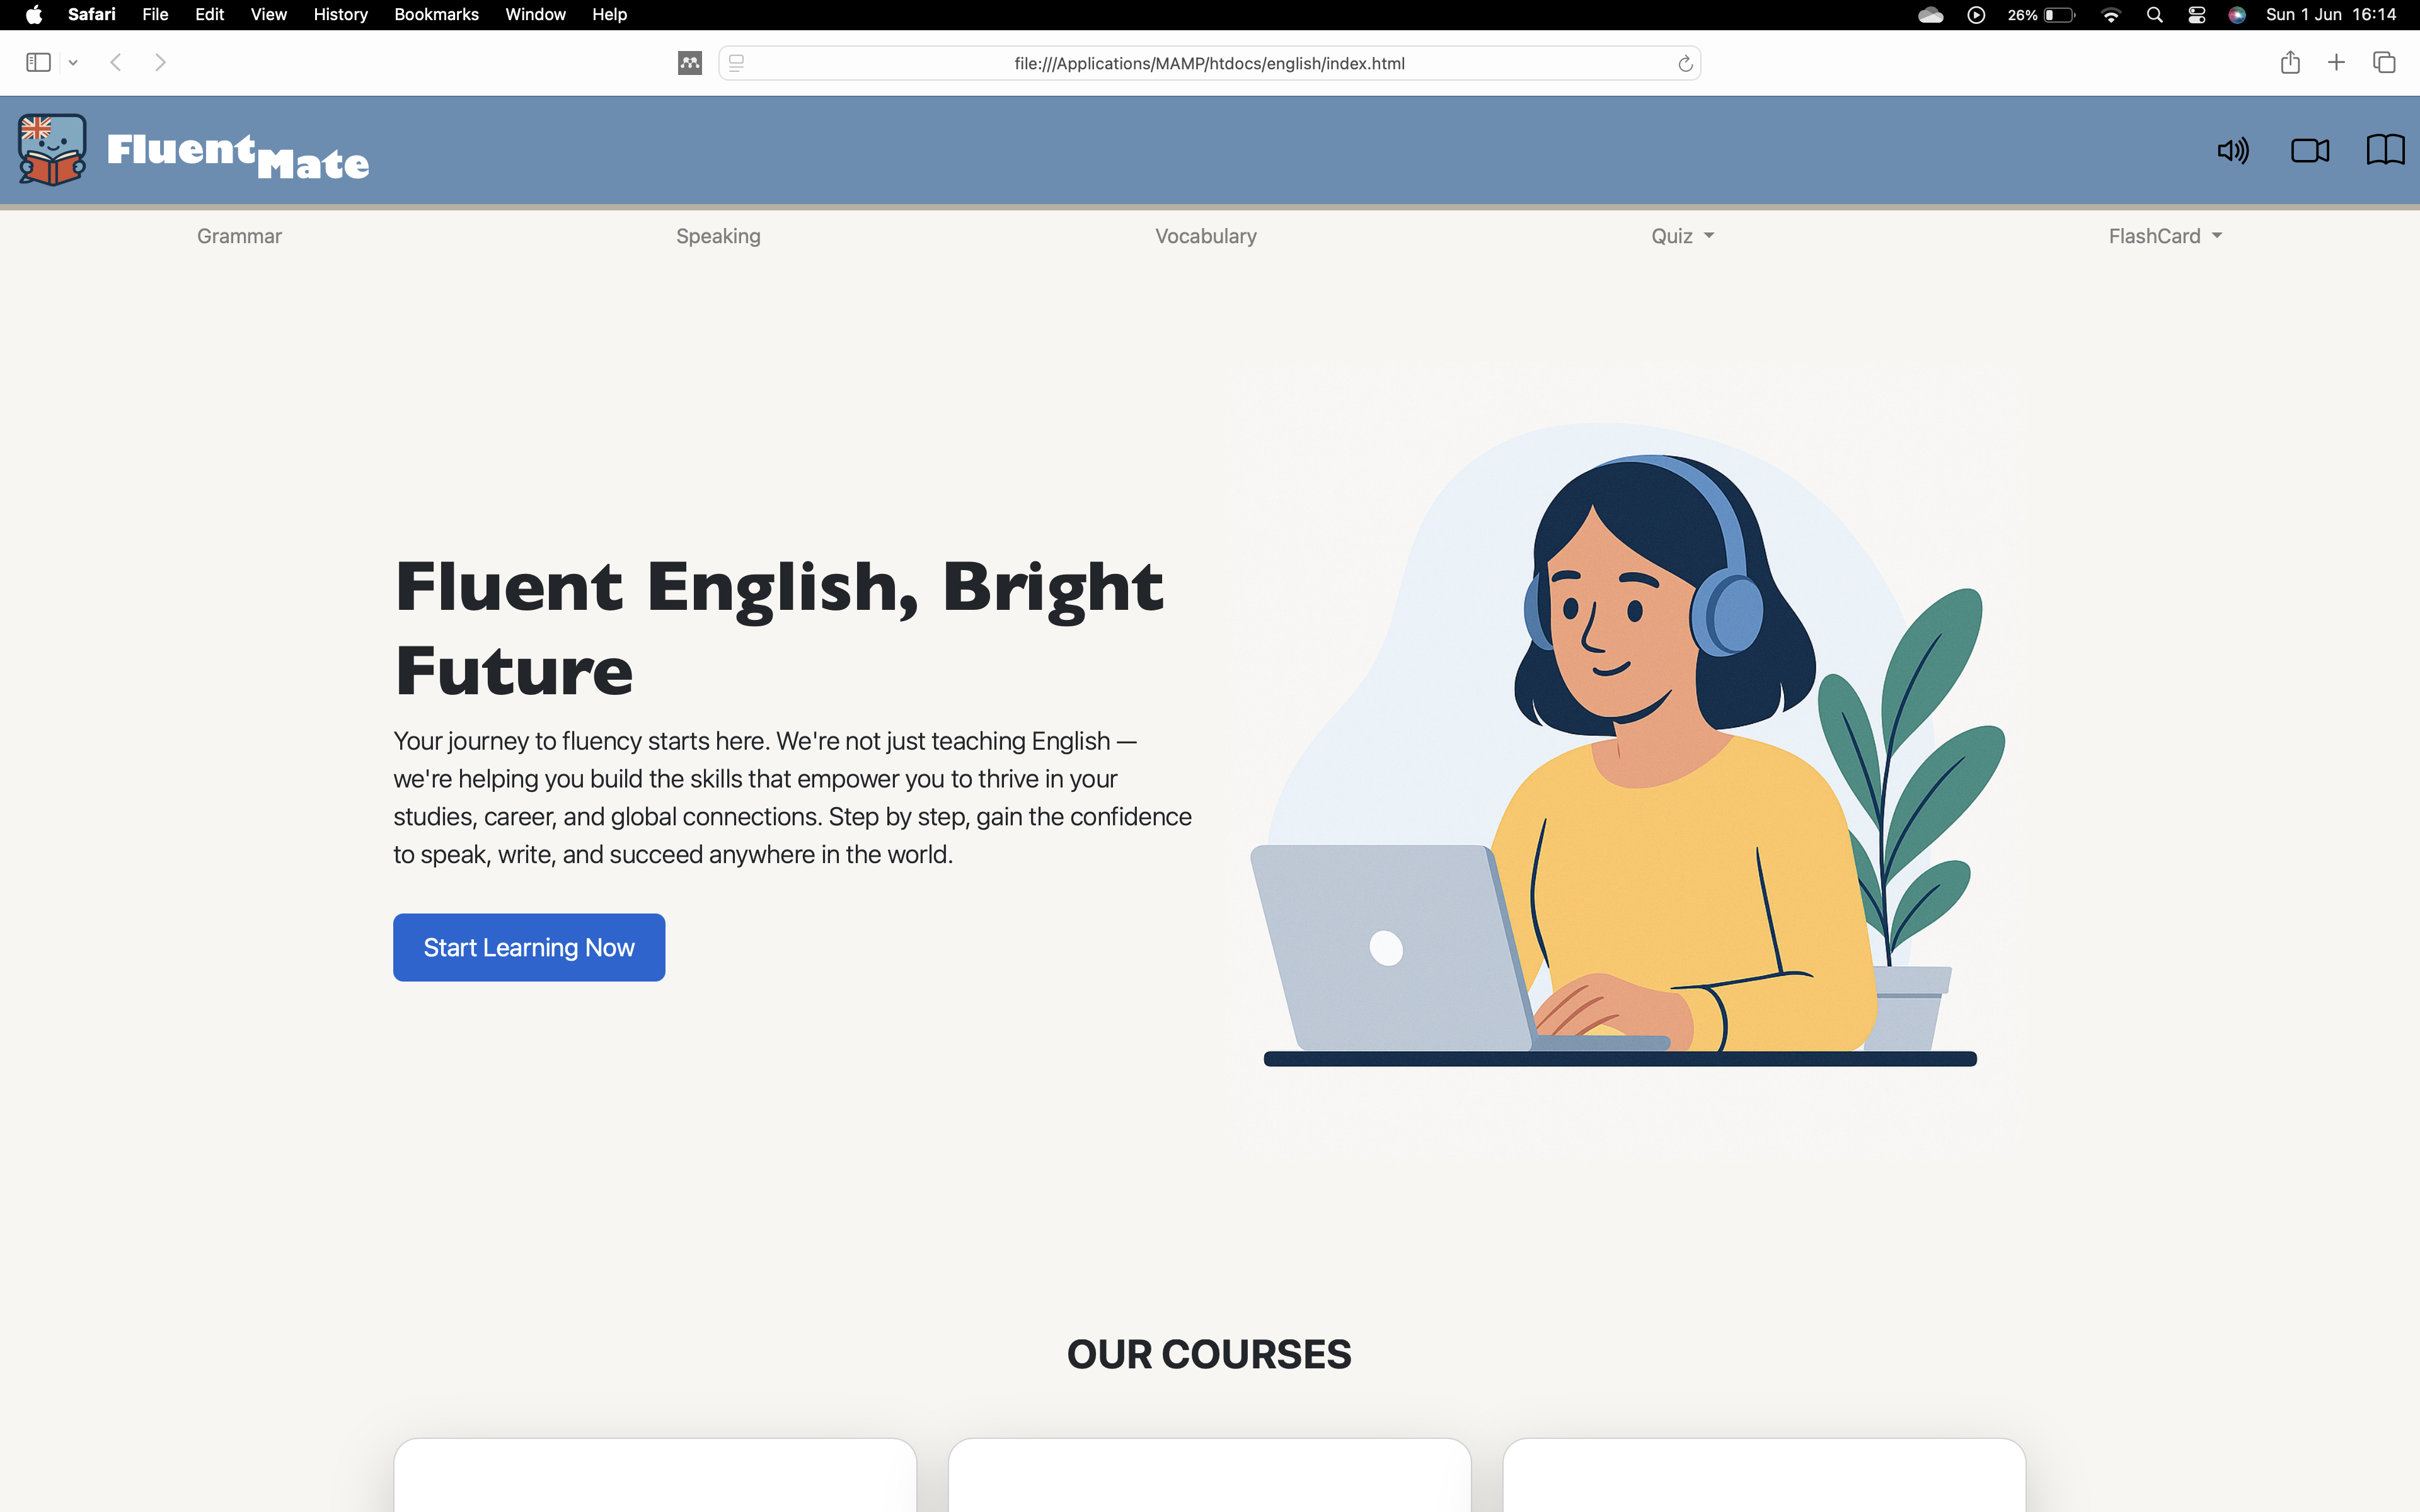 Safari File Edit View History Bookmarks Window Help 26% Sun 1 Jun 16:14
file:///Applications/MAMP/htdocs/english/index.html
Fluent Mate
Grammar Speaking Vocabulary Quiz FlashCard
Fluent English, Bright
Future
Your journey to fluency starts here. We're not just teaching English —
we're helping you build the skills that empower you to thrive in your
studies, career, and global connections. Step by step, gain the confidence
to speak, write, and succeed anywhere in the world.
Start Learning Now
OUR COURSES